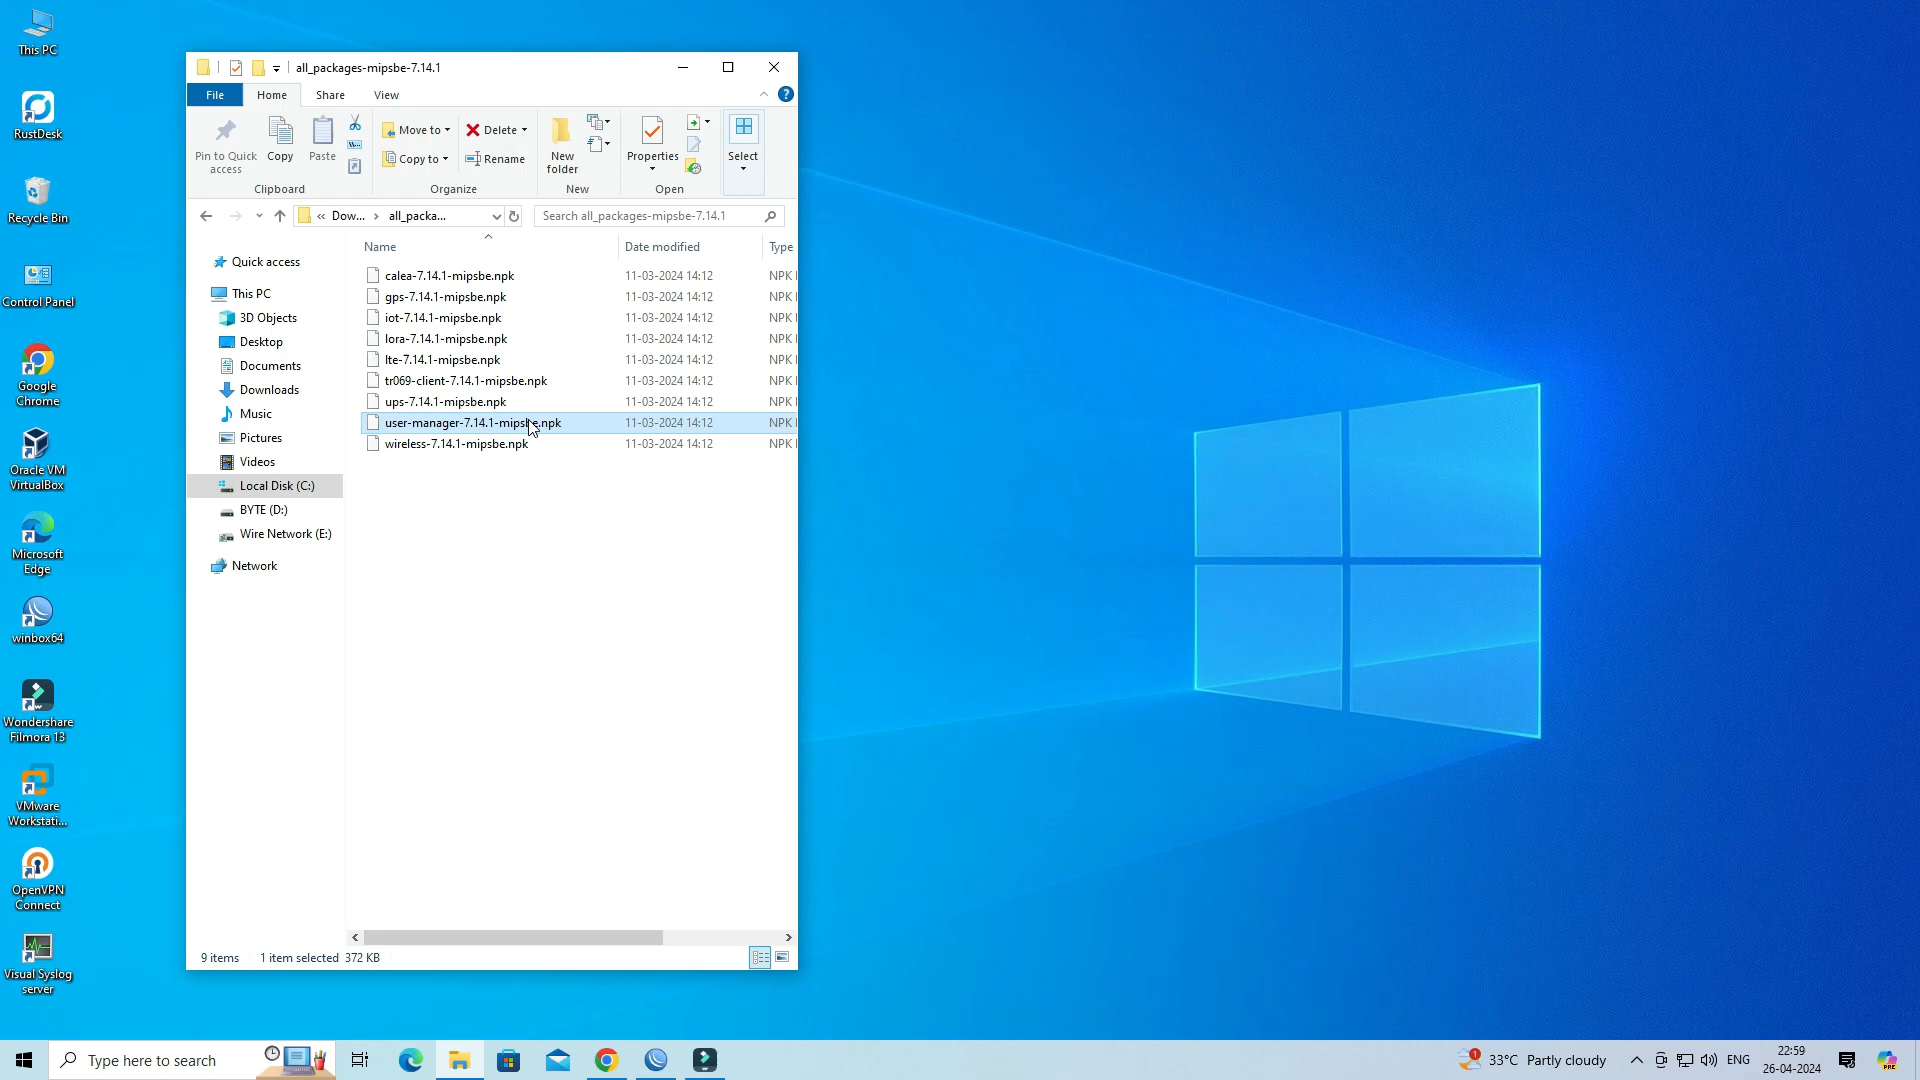 This PC
RustDesk
Recycle Bin
Control Panel
Google
Chrome
Oracle VM
VirtualBox
Microsoft
Edge
winbox64
Wondershare
Filmora 13
VMware
Workstati...
OpenVPN
Connect
Visual Syslog
server
all_packages-mipsbe-7.14.1
File
Home
Share
View
Pin to Quick
access
Copy
Paste
Clipboard
Move to
Copy to
Delete
Rename
Organize
New
folder
New
Properties
Open
Select
« Dow... › all_packa...
Search all_packages-mipsbe-7.14.1
Quick access
This PC
3D Objects
Desktop
Documents
Downloads
Music
Pictures
Videos
Local Disk (C:)
BYTE (D:)
Wire Network (E:)
Network
Name Date modified Type
calea-7.14.1-mipsbe.npk 11-03-2024 14:12 NPK
gps-7.14.1-mipsbe.npk 11-03-2024 14:12 NPK
iot-7.14.1-mipsbe.npk 11-03-2024 14:12 NPK
lora-7.14.1-mipsbe.npk 11-03-2024 14:12 NPK
lte-7.14.1-mipsbe.npk 11-03-2024 14:12 NPK
tr069-client-7.14.1-mipsbe.npk 11-03-2024 14:12 NPK
ups-7.14.1-mipsbe.npk 11-03-2024 14:12 NPK
user-manager-7.14.1-mipsbe.npk 11-03-2024 14:12 NPK
wireless-7.14.1-mipsbe.npk 11-03-2024 14:12 NPK
9 items 1 item selected 372 KB
Type here to search
1
33°C Partly cloudy
ENG
22:59
26-04-2024
PRE